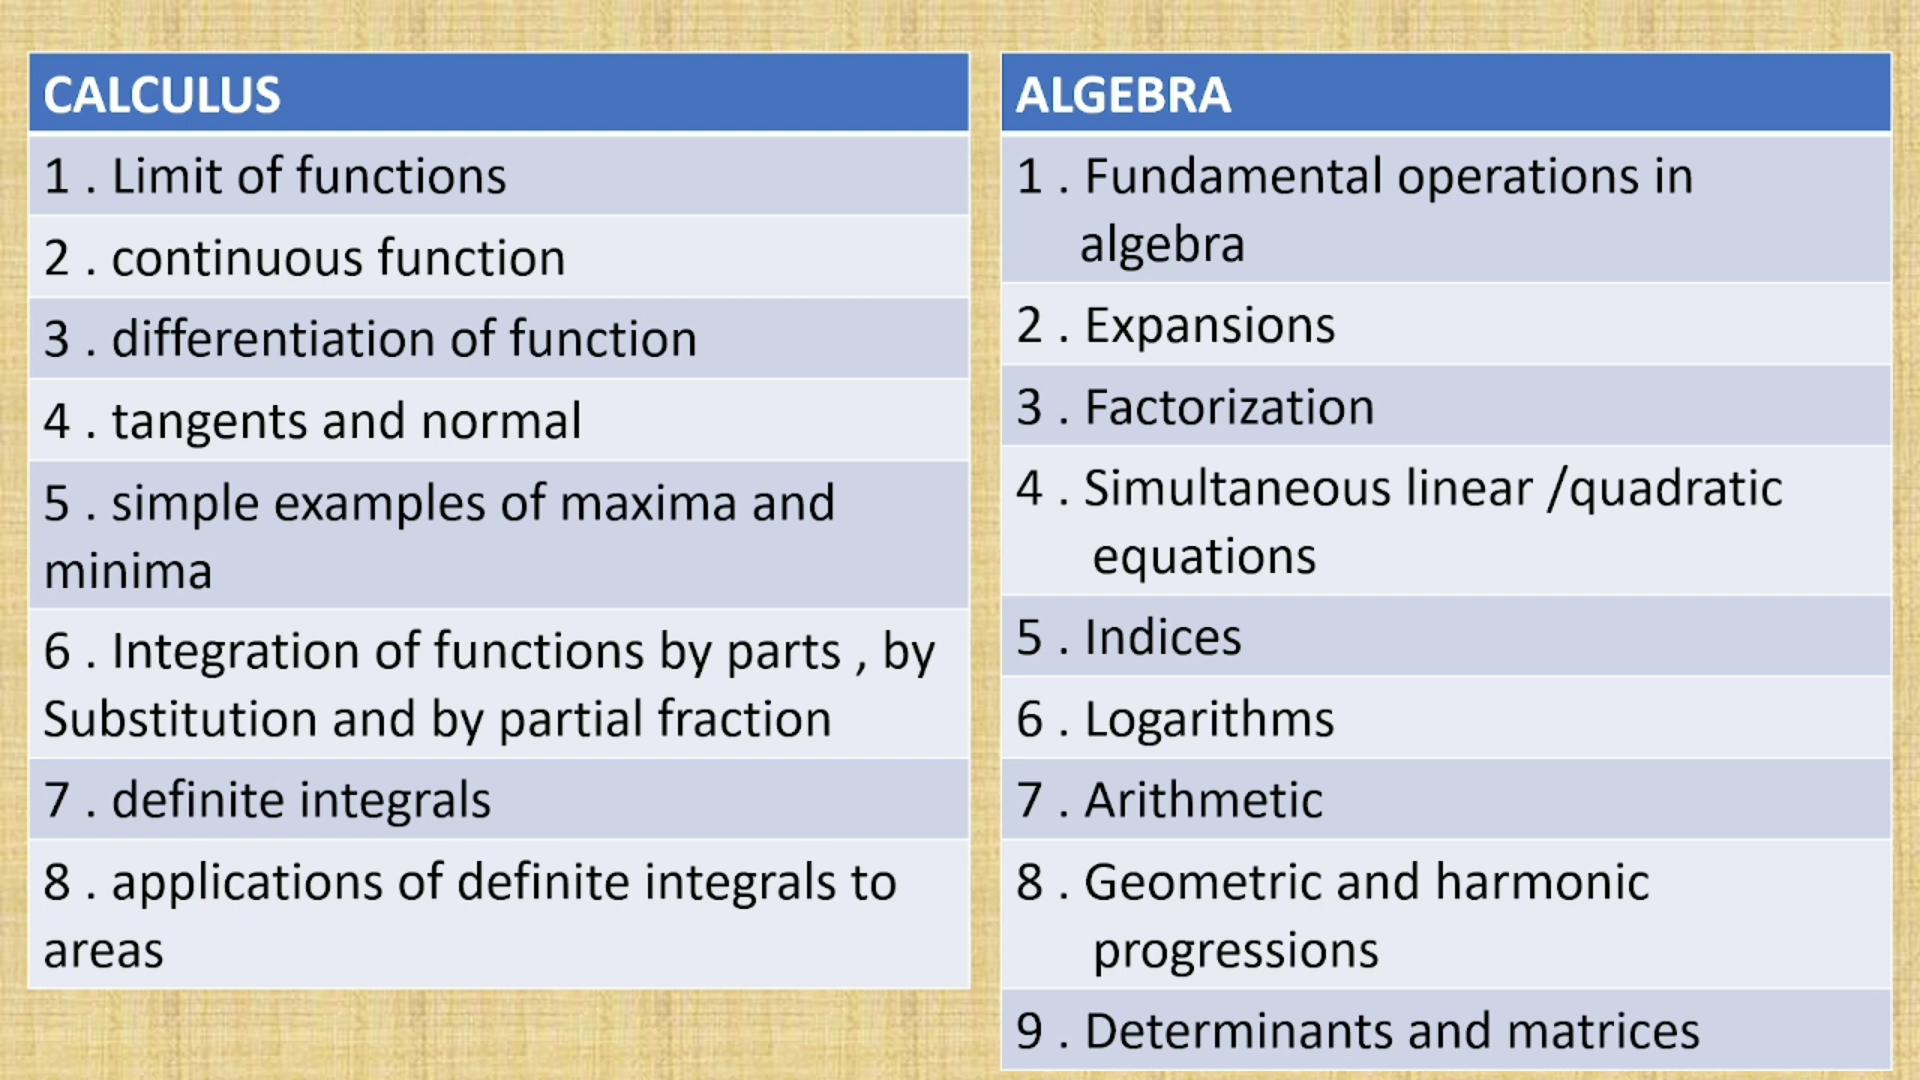 CALCULUS
1 . Limit of functions
2 . continuous function
3 . differentiation of function
4 . tangents and normal
5 . simple examples of maxima and
minima
6 . Integration of functions by parts , by
Substitution and by partial fraction
7 . definite integrals
8 . applications of definite integrals to
areas
ALGEBRA
1 . Fundamental operations in
algebra
2 . Expansions
3 . Factorization
4 . Simultaneous linear /quadratic
equations
5 . Indices
6 . Logarithms
7 . Arithmetic
8 . Geometric and harmonic
progressions
9 . Determinants and matrices